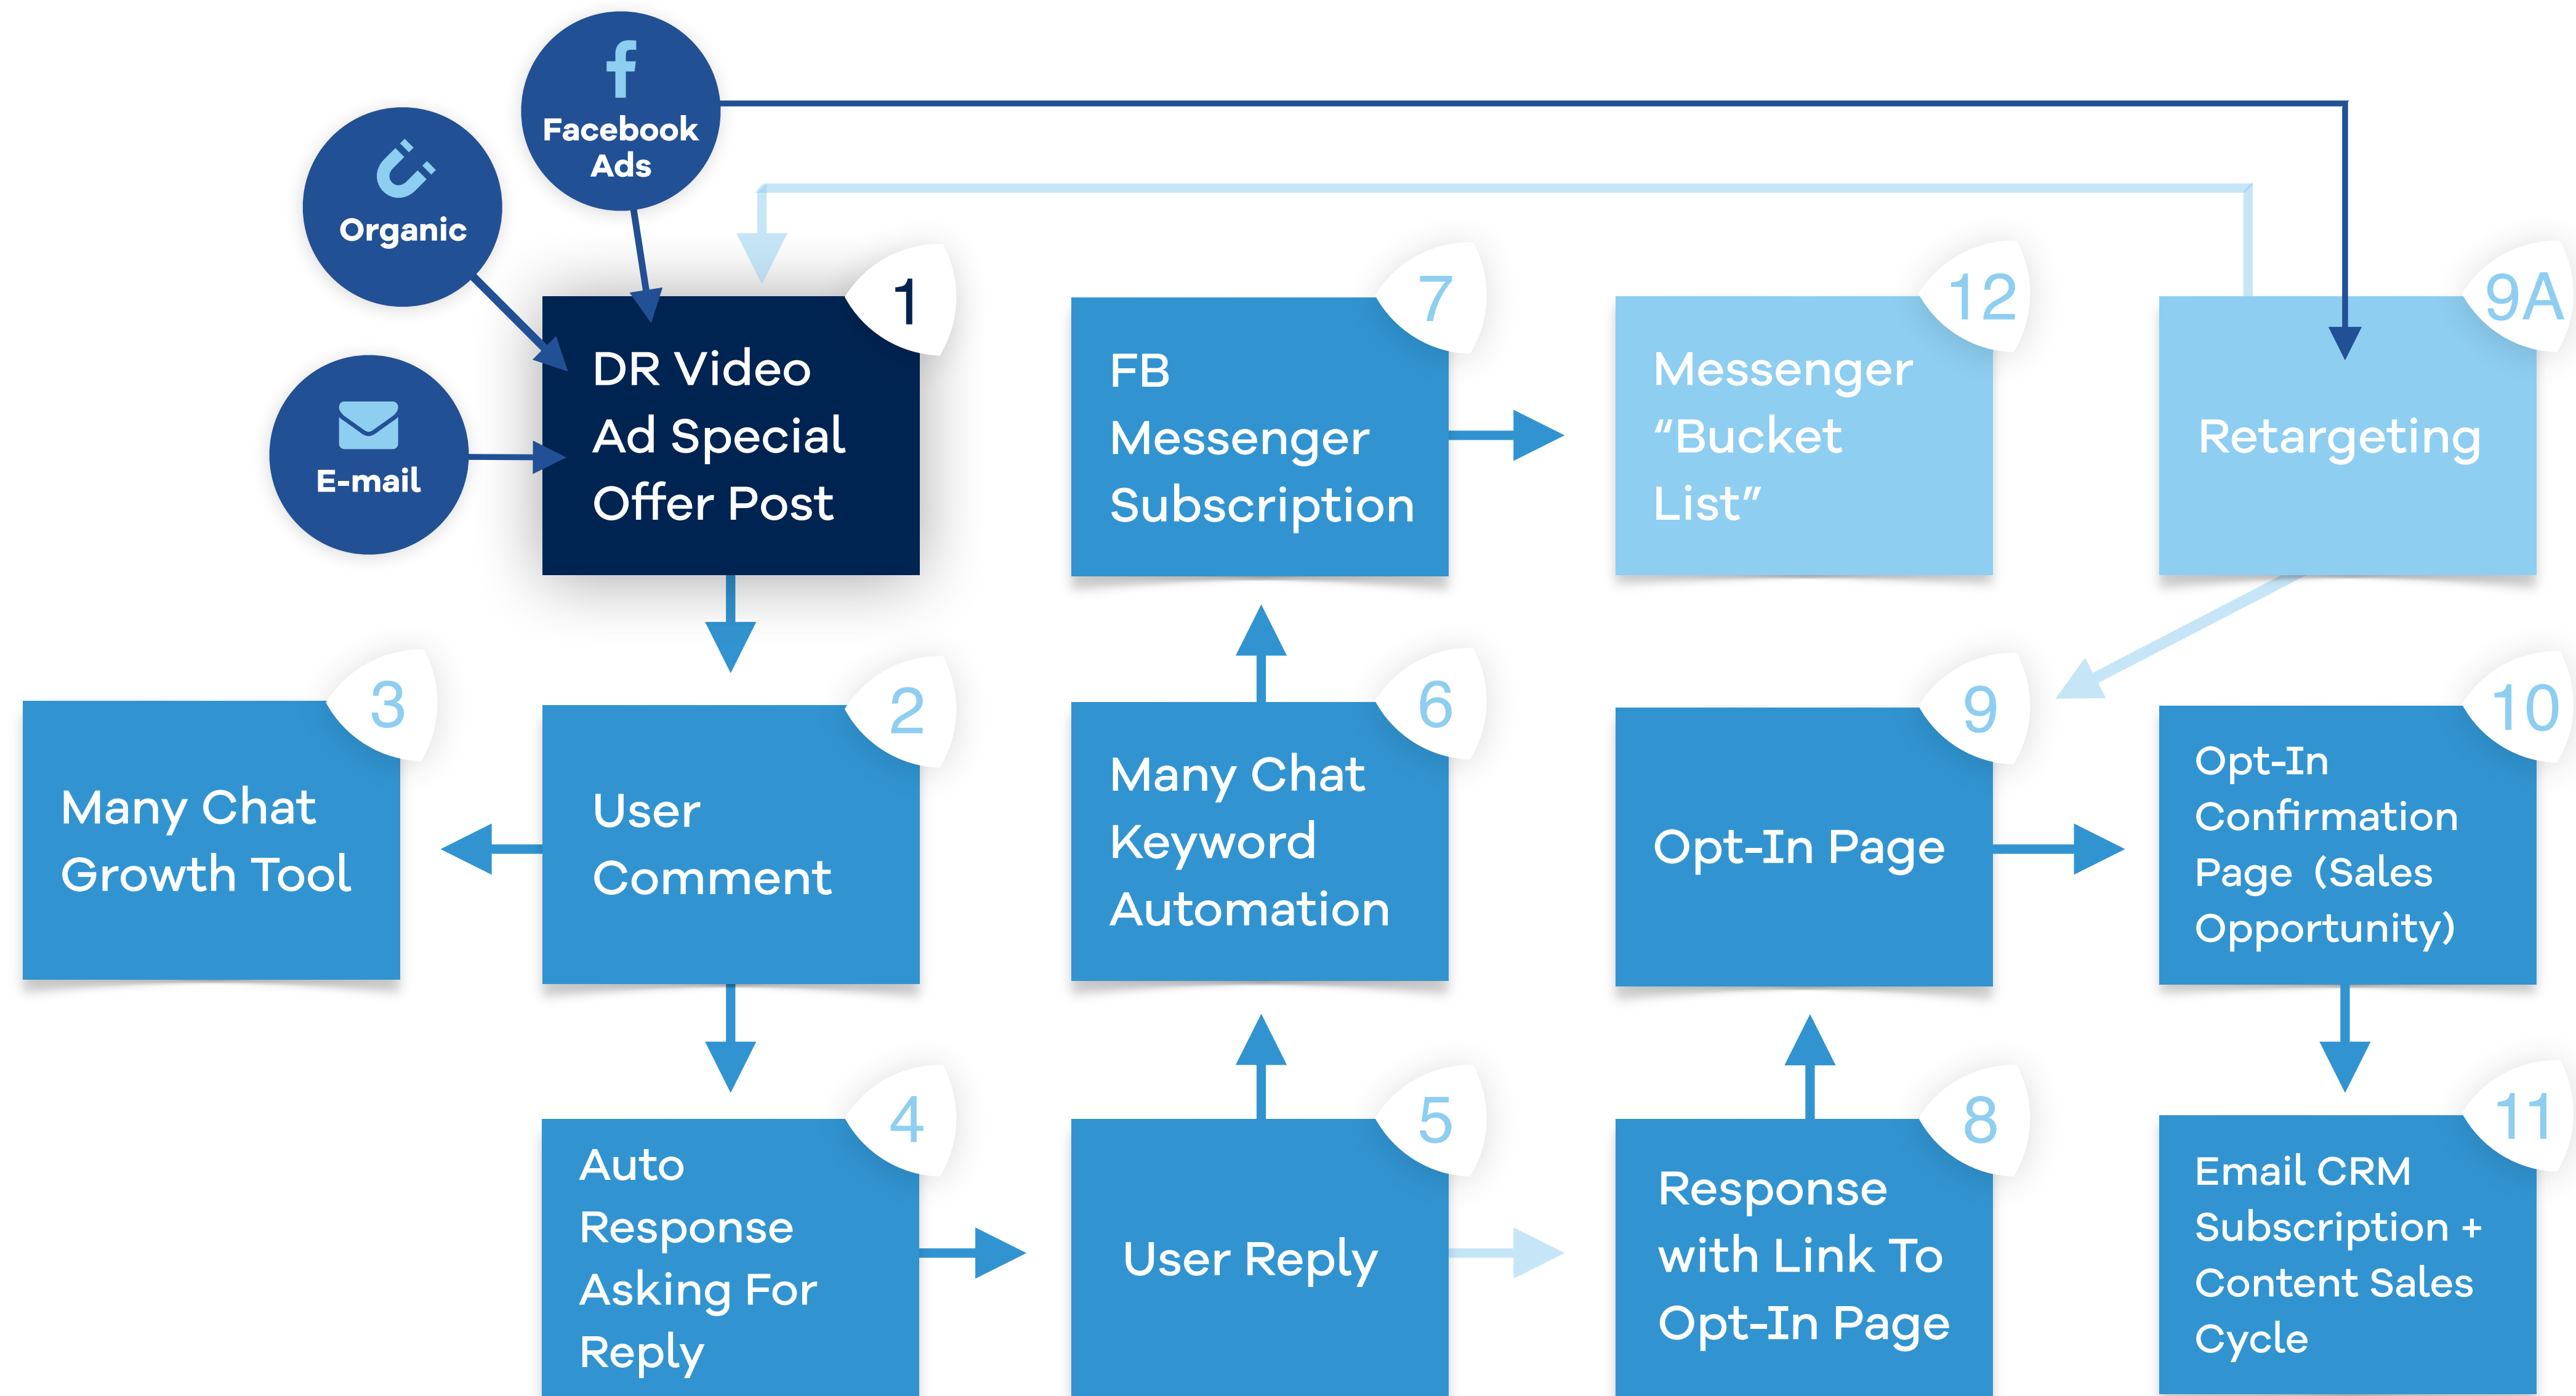 Facebook
Ads
Organic
E-mail
1
DR Video
Ad Special
Offer Post
7
FB
Messenger
Subscription
12
Messenger
“Bucket
List”
9A
Retargeting
3
Many Chat
Growth Tool
2
User
Comment
6
Many Chat
Keyword
Automation
9
Opt-In Page
10
Opt-In
Confirmation
Page (Sales
Opportunity)
4
Auto
Response
Asking For
Reply
5
User Reply
8
Response
with Link To
Opt-In Page
11
Email CRM
Subscription +
Content Sales
Cycle